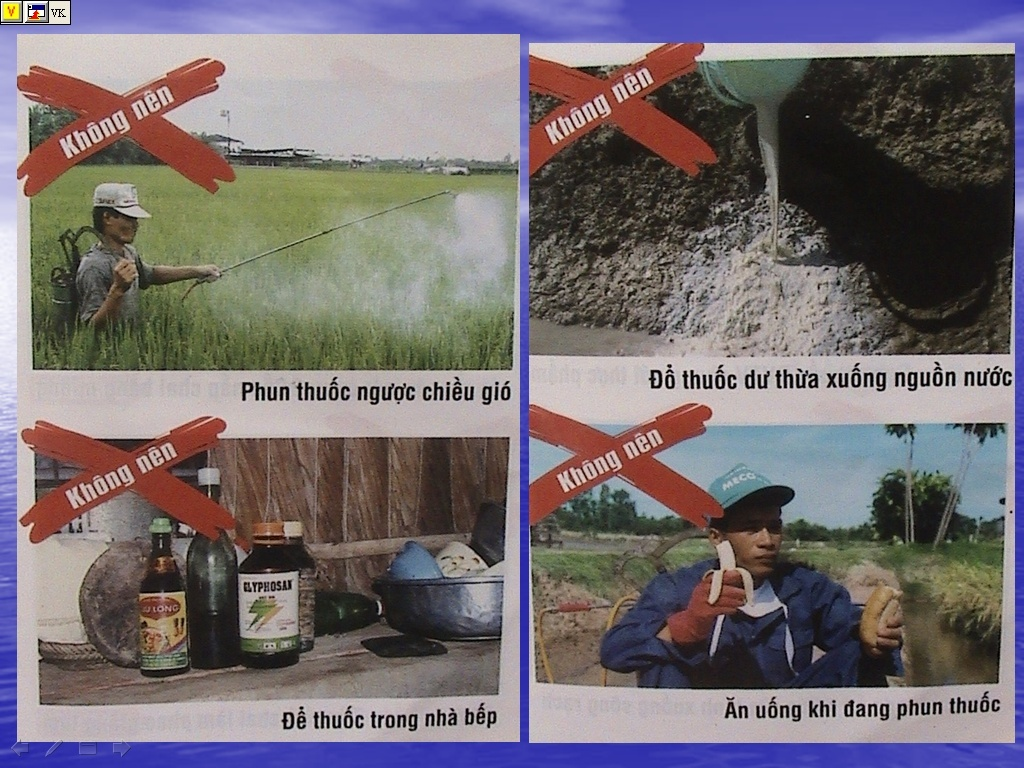 V VK
Không nên
Phun thuốc ngược chiều gió
Không nên
Đổ thuốc dư thừa xuống nguồn nước
Không nên
GLYPHOSAN
Để thuốc trong nhà bếp
Không nên
MECO
Ăn uống khi đang phun thuốc